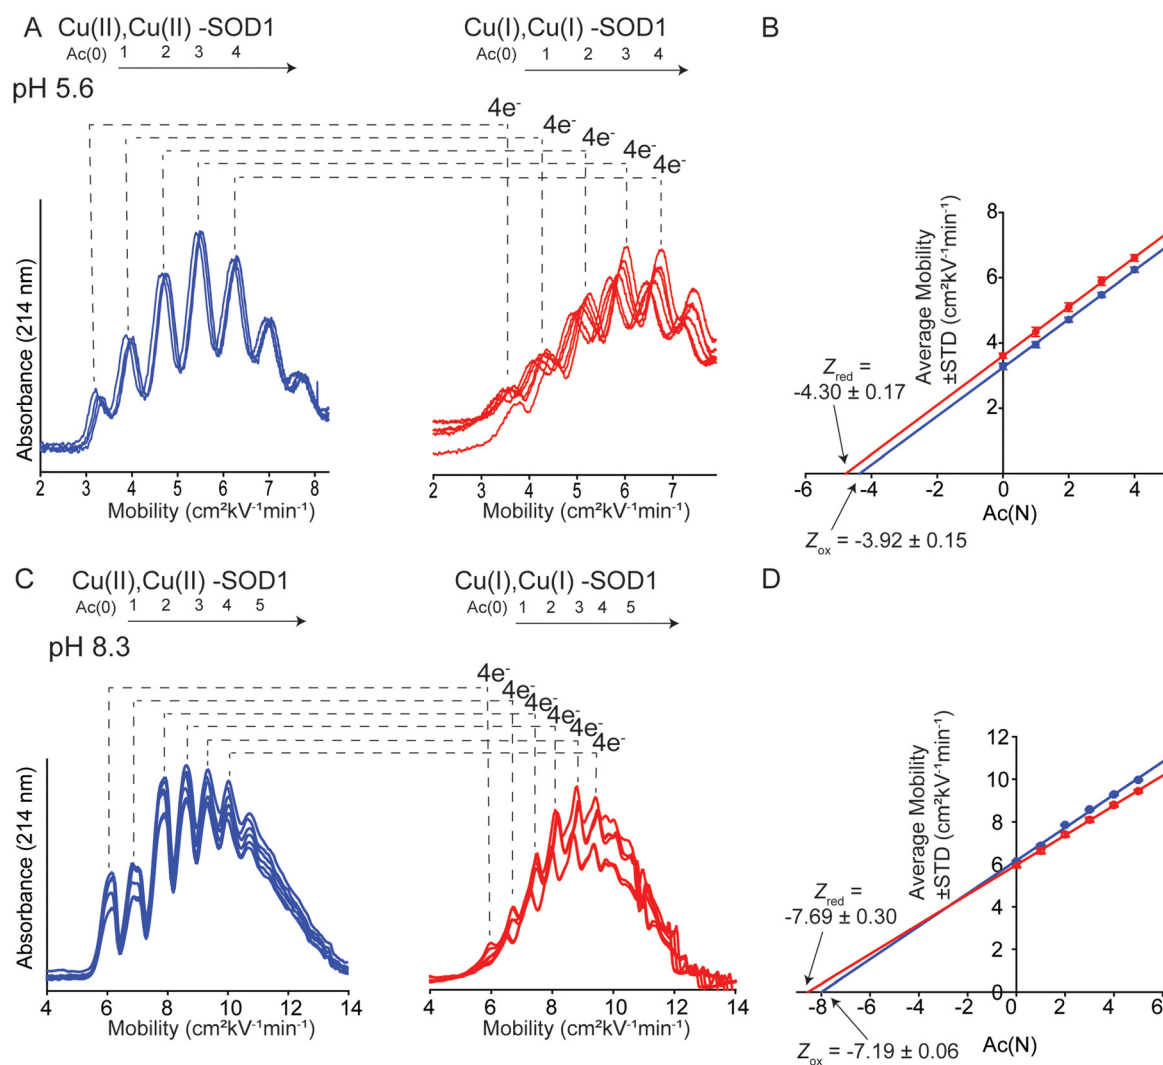 A
Cu(II),Cu(II) -SOD1
Ac(0) 1 2 3 4
Cu(I),Cu(I) -SOD1
Ac(0) 1 2 3 4
B
pH 5.6
4e⁻
4e⁻
4e⁻
4e⁻
4e⁻
Absorbance (214 nm)
2 3 4 5 6 7 8
Mobility (cm²kV⁻¹min⁻¹)
2 3 4 5 6 7
Mobility (cm²kV⁻¹min⁻¹)
Average Mobility
±STD (cm²kV⁻¹min⁻¹)
8
6
4
2
Zred =
-4.30 ± 0.17
-6 -4 -2 0 2 4
Ac(N)
Zox = -3.92 ± 0.15
C
Cu(II),Cu(II) -SOD1
Ac(0) 1 2 3 4 5
Cu(I),Cu(I) -SOD1
Ac(0) 1 2 3 4 5
D
pH 8.3
4e⁻
4e⁻
4e⁻
4e⁻
4e⁻
4e⁻
Absorbance (214 nm
4 6 8 10 12 14
Mobility (cm²kV⁻¹min⁻¹)
4 6 8 10 12 14
Mobility (cm²kV⁻¹min⁻¹)
Average Mobility
±STD (cm²kV⁻¹min⁻¹)
12
10
8
6
4
2
0
Zred =
-7.69 ± 0.30
-8 -6 -4 -2 0 2 4 6
Ac(N)
Zox = -7.19 ± 0.06